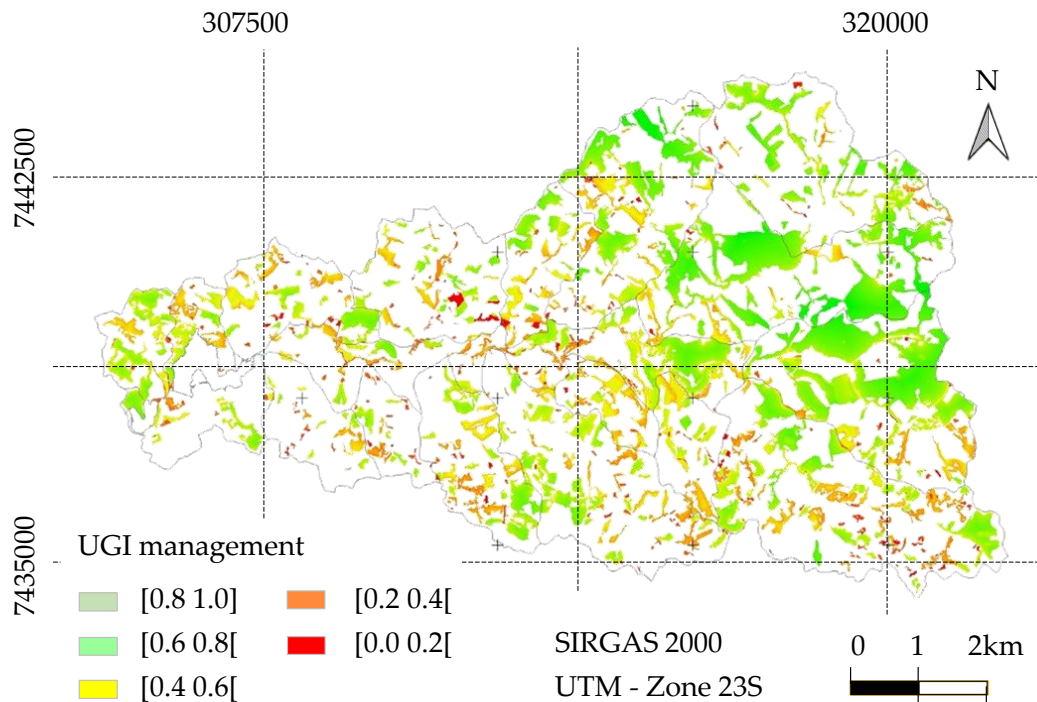 307500 320000
N
7442500
7435000
UGI management
[0.8 1.0] [0.2 0.4[
[0.6 0.8[ [0.0 0.2[
[0.4 0.6[
SIRGAS 2000
UTM - Zone 23S
0 1 2km